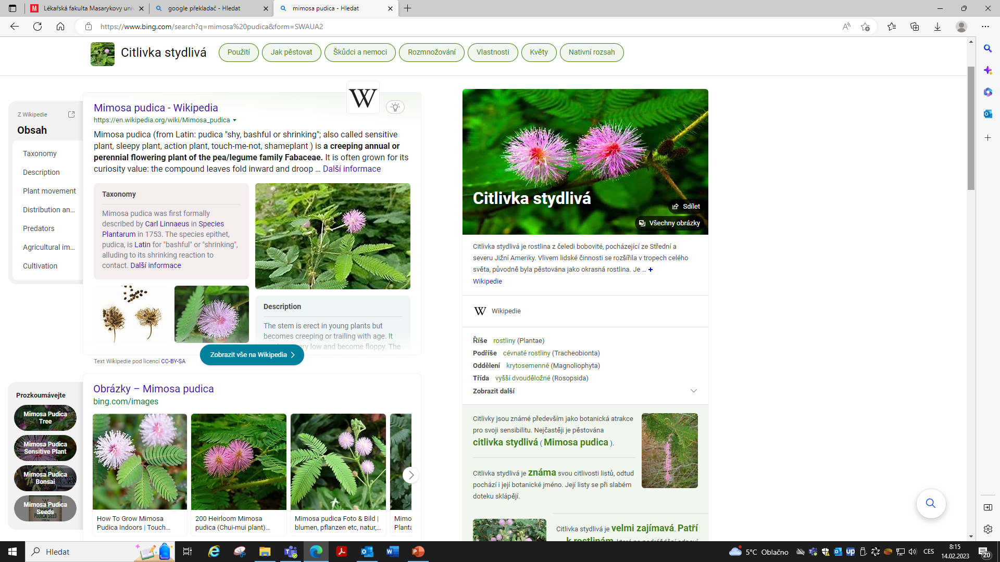 Lékařská fakulta Masarykovy univ
google překladač - Hledat
mimosa pudica - Hledat
https://www.bing.com/search?q=mimosa%20pudica&form=SWAUA2
Citlivka stydlivá
Použití
Jak pěstovat
Škůdci a nemoci
Rozmnožování
Vlastnosti
Květy
Nativní rozsah
Z Wikipedie
Obsah
Taxonomy
Description
Plant movement
Distribution an...
Predators
Agricultural im...
Cultivation
W
Mimosa pudica - Wikipedia
https://en.wikipedia.org/wiki/Mimosa_pudica
Mimosa pudica (from Latin: pudica "shy, bashful or shrinking"; also called sensitive
plant, sleepy plant, action plant, touch-me-not, shameplant ) is a creeping annual or
perennial flowering plant of the pea/legume family Fabaceae. It is often grown for its
curiosity value: the compound leaves fold inward and droop … Další informace
Taxonomy
Mimosa pudica was first formally
described by Carl Linnaeus in Species
Plantarum in 1753. The species epithet,
pudica, is Latin for "bashful" or "shrinking",
alluding to its shrinking reaction to
contact. Další informace
Description
The stem is erect in young plants but
becomes creeping or trailing with age. It
very low and become floppy. The
Zobrazit vše na Wikipedia
Text Wikipedie pod licencí CC-BY-SA
Prozkoumávejte
Mimosa Pudica
Tree
Mimosa Pudica
Sensitive Plant
Mimosa Pudica
Bonsai
Mimosa Pudica
Seeds
Obrázky – Mimosa pudica
bing.com/images
How To Grow Mimosa
Pudica Indoors | Touch...
200 Heirloom Mimosa
pudica (Chui-mui plant)...
Mimosa pudica Foto & Bild |
blumen, pflanzen etc, natur,...
Mimo
Planta
Citlivka stydlivá
Sdílet
Všechny obrázky
Citlivka stydlivá je rostlina z čeledi bobovité, pocházející ze Střední a
severu Jižní Ameriky. Vlivem lidské činnosti se rozšířila v tropech celého
světa, původně byla pěstována jako okrasná rostlina. Je … +
Wikipedie
W Wikipedie
Říše rostliny (Plantae)
Podříše cévnaté rostliny (Tracheobionta)
Oddělení krytosemenné (Magnoliophyta)
Třída vyšší dvouděložné (Rosopsida)
Zobrazit další
Citlivky jsou známé především jako botanická atrakce
pro svoji sensibilitu. Nejčastěji je pěstována
citlivka stydlivá ( Mimosa pudica ).
Citlivka stydlivá je známa svou citlivosti listů, odtud
pochází i její botanické jméno. Její listy se při slabém
doteku sklápějí.
Citlivka stydlivá je velmi zajímavá. Patří
k rostlinám
Hledat
5°C Oblačno
up
CES
8:15
14.02.2023
20